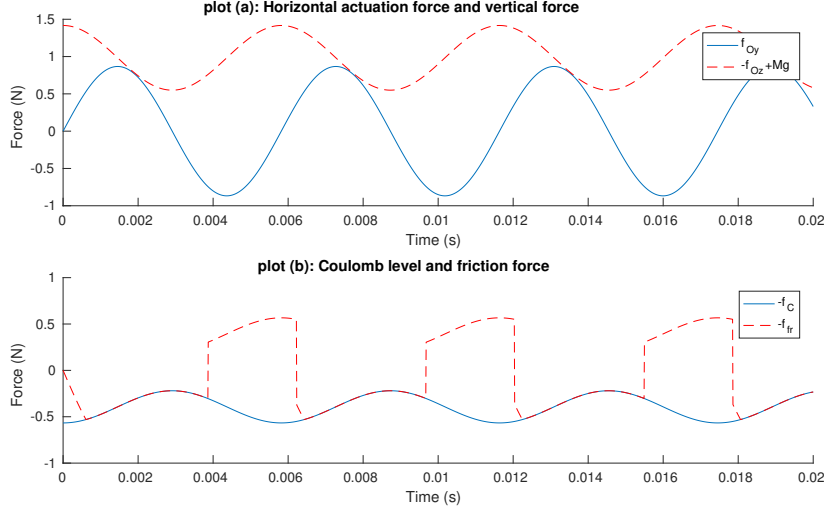 plot (a): Horizontal actuation force and vertical force
Force (N)
1.5
1
0.5
0
-0.5
-1
f_Oy
-f_Oz+Mg
0 0.002 0.004 0.006 0.008 0.01 0.012 0.014 0.016 0.018 0.02
Time (s)
plot (b): Coulomb level and friction force
Force (N)
1
0.5
0
-0.5
-1
-f_C
-f_fr
0 0.002 0.004 0.006 0.008 0.01 0.012 0.014 0.016 0.018 0.02
Time (s)